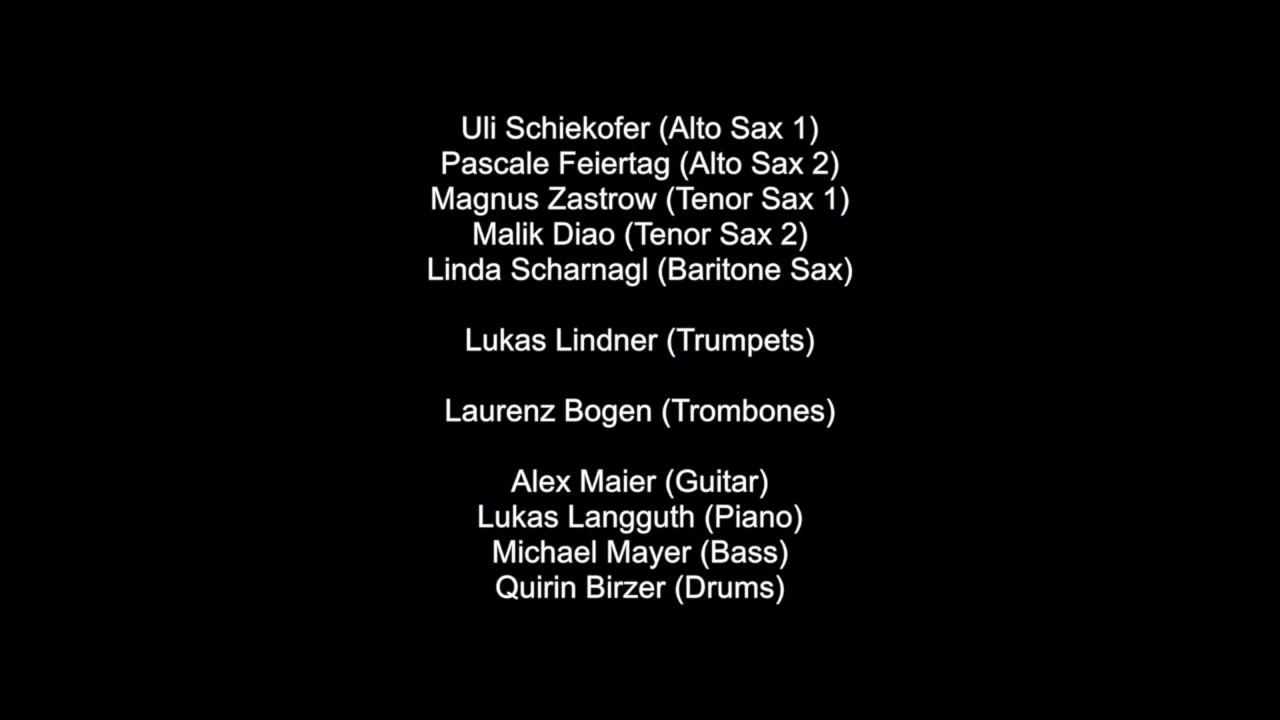 Uli Schiekofer (Alto Sax 1)
Pascale Feiertag (Alto Sax 2)
Magnus Zastrow (Tenor Sax 1)
Malik Diao (Tenor Sax 2)
Linda Scharnagl (Baritone Sax)
Lukas Lindner (Trumpets)
Laurenz Bogen (Trombones)
Alex Maier (Guitar)
Lukas Langguth (Piano)
Michael Mayer (Bass)
Quirin Birzer (Drums)